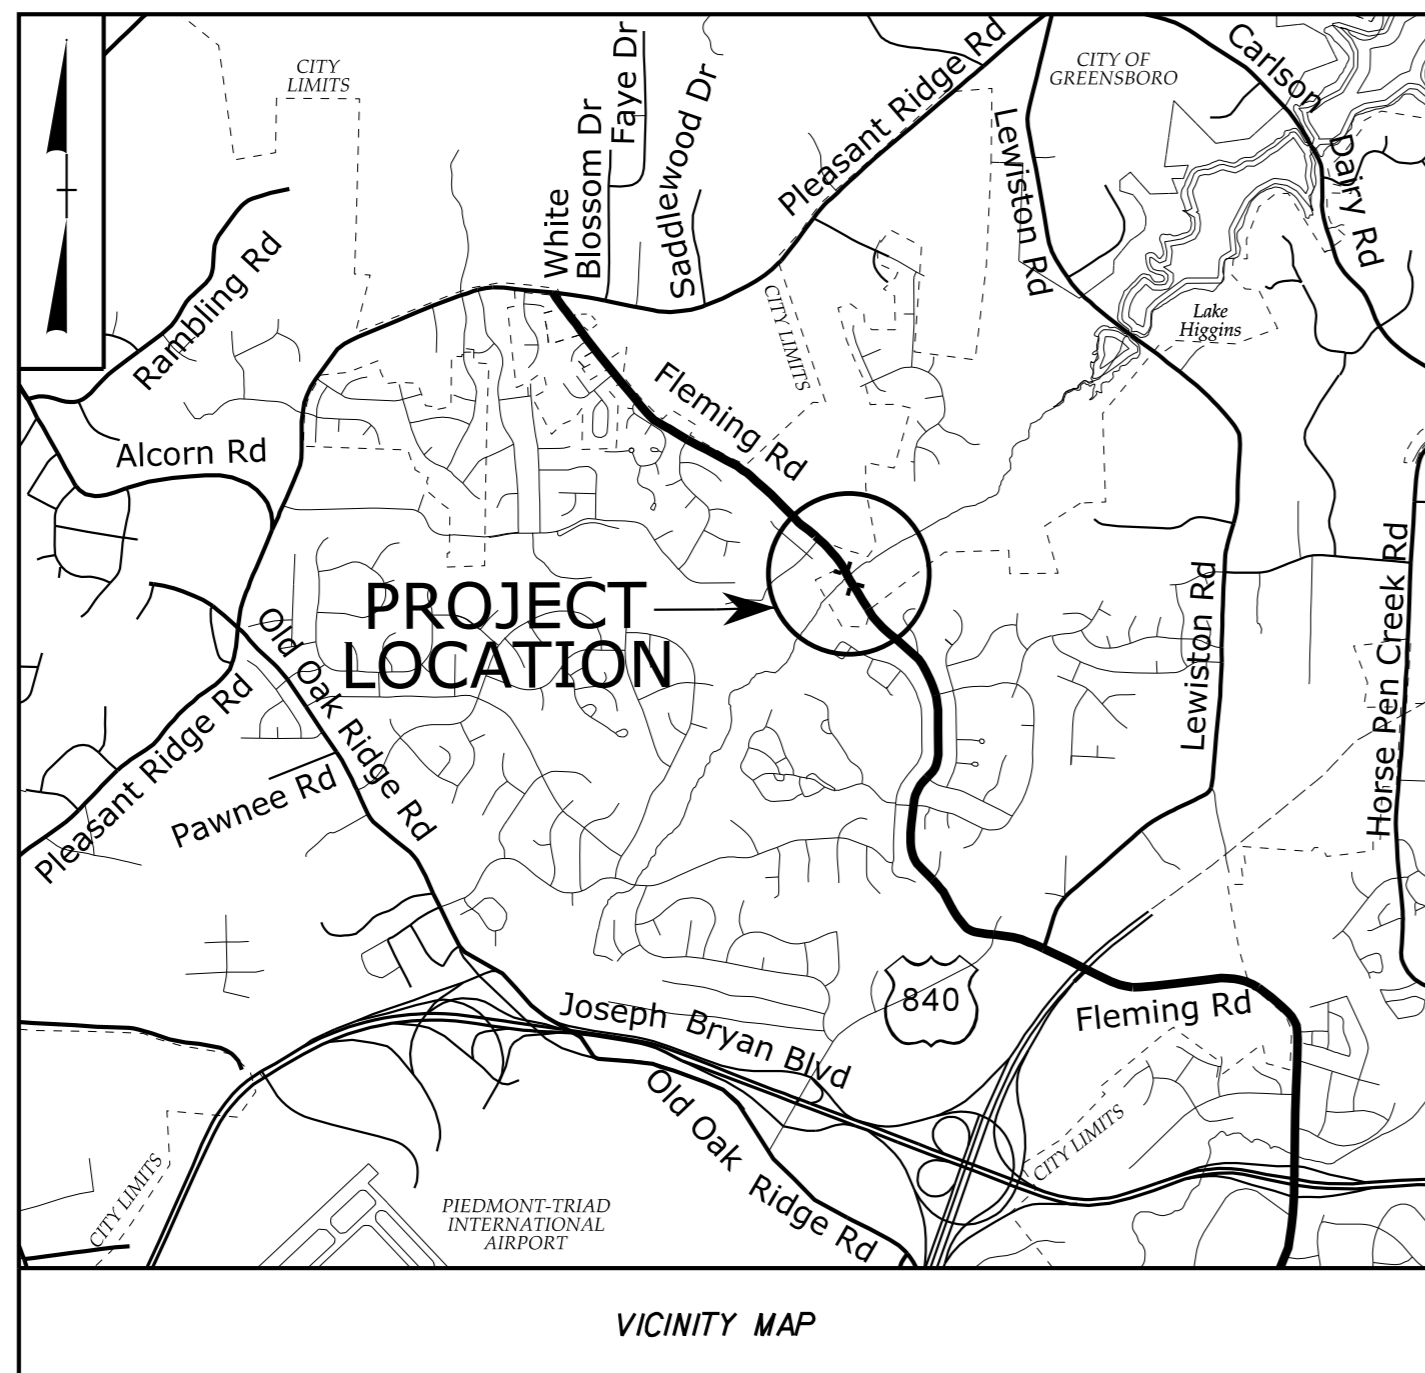 CITY
LIMITS
White
Blossom Dr
Faye Dr
Saddlewood Dr
Pleasant Ridge Rd
Lewiston Rd
CITY OF
GREENSBORO
Carlson
Dairy Rd
Rambling Rd
CITY LIMITS
Lake
Higgins
Alcorn Rd
Fleming Rd
PROJECT
LOCATION
Old Oak Ridge Rd
Lewiston Rd
Horse Pen Creek Rd
Pleasant Ridge Rd
Pawnee Rd
840
Joseph Bryan Blvd
Fleming Rd
Old Oak Ridge Rd
CITY LIMITS
CITY LIMITS
PIEDMONT-TRIAD
INTERNATIONAL
AIRPORT
VICINITY MAP